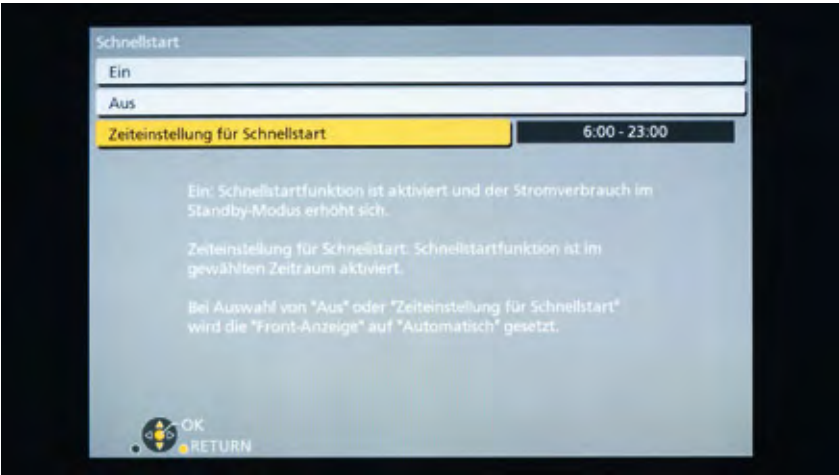 Schnellstart
Ein
Aus
Zeiteinstellung für Schnellstart 6:00 - 23:00
Ein: Schnellstartfunktion ist aktiviert und der Stromverbrauch im
Standby-Modus erhöht sich.
Zeiteinstellung für Schnellstart: Schnellstartfunktion ist im
gewählten Zeitraum aktiviert.
Bei Auswahl von "Aus" oder "Zeiteinstellung für Schnellstart"
wird die "Front-Anzeige" auf "Automatisch" gesetzt.
OK
RETURN